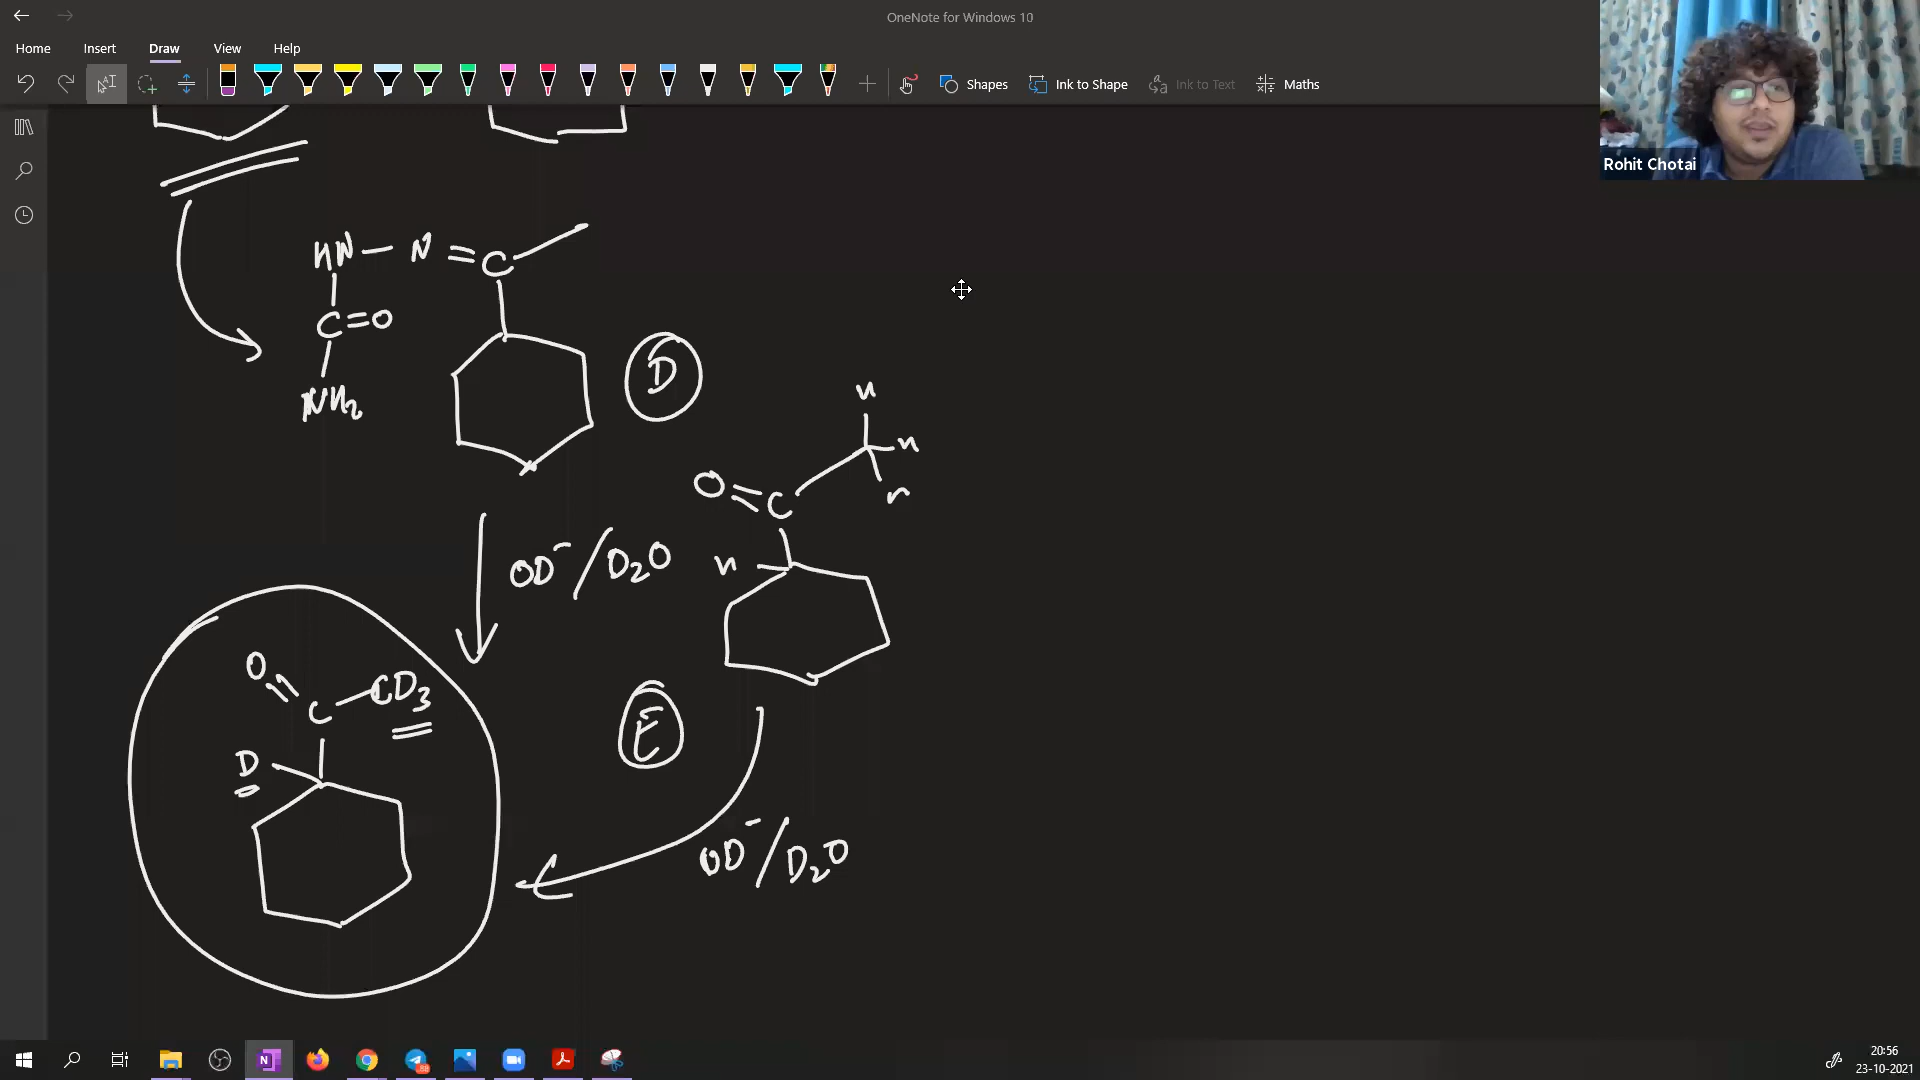 OneNote for Windows 10
Home Insert Draw View Help
Shapes Ink to Shape Ink to Text Maths
Rohit Chotai
HN — N = C
C=O
NH2
D
H
H
O=C
H
OD⁻/D2O
H
O
C—CD3
D
E
OD⁻/D2O
20:56
23-10-2021